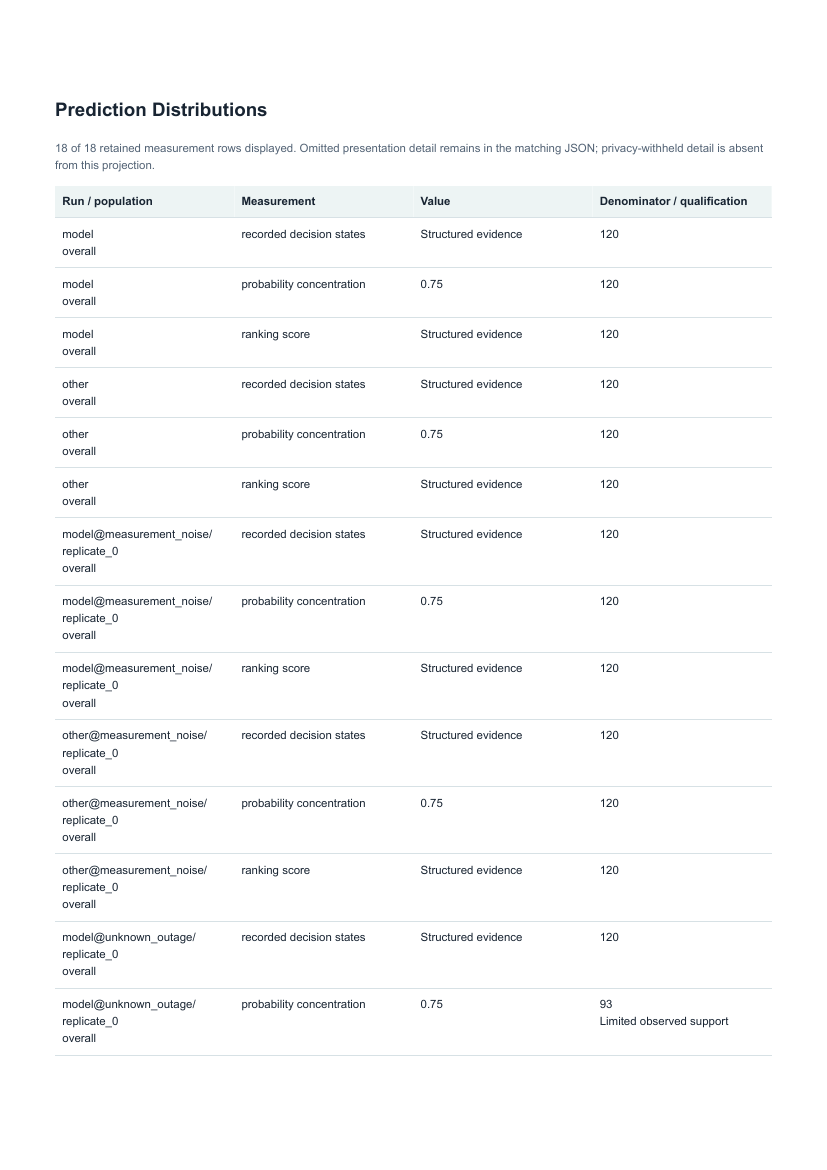 Prediction Distributions
18 of 18 retained measurement rows displayed. Omitted presentation detail remains in the matching JSON; privacy-withheld detail is absent
from this projection.
Run / population Measurement Value Denominator / qualification
model recorded decision states Structured evidence 120
overall
model probability concentration 0.75 120
overall
model ranking score Structured evidence 120
overall
other recorded decision states Structured evidence 120
overall
other probability concentration 0.75 120
overall
other ranking score Structured evidence 120
overall
model@measurement_noise/ recorded decision states Structured evidence 120
replicate_0
overall
model@measurement_noise/ probability concentration 0.75 120
replicate_0
overall
model@measurement_noise/ ranking score Structured evidence 120
replicate_0
overall
other@measurement_noise/ recorded decision states Structured evidence 120
replicate_0
overall
other@measurement_noise/ probability concentration 0.75 120
replicate_0
overall
other@measurement_noise/ ranking score Structured evidence 120
replicate_0
overall
model@unknown_outage/ recorded decision states Structured evidence 120
replicate_0
overall
model@unknown_outage/ probability concentration 0.75 93
replicate_0 Limited observed support
overall